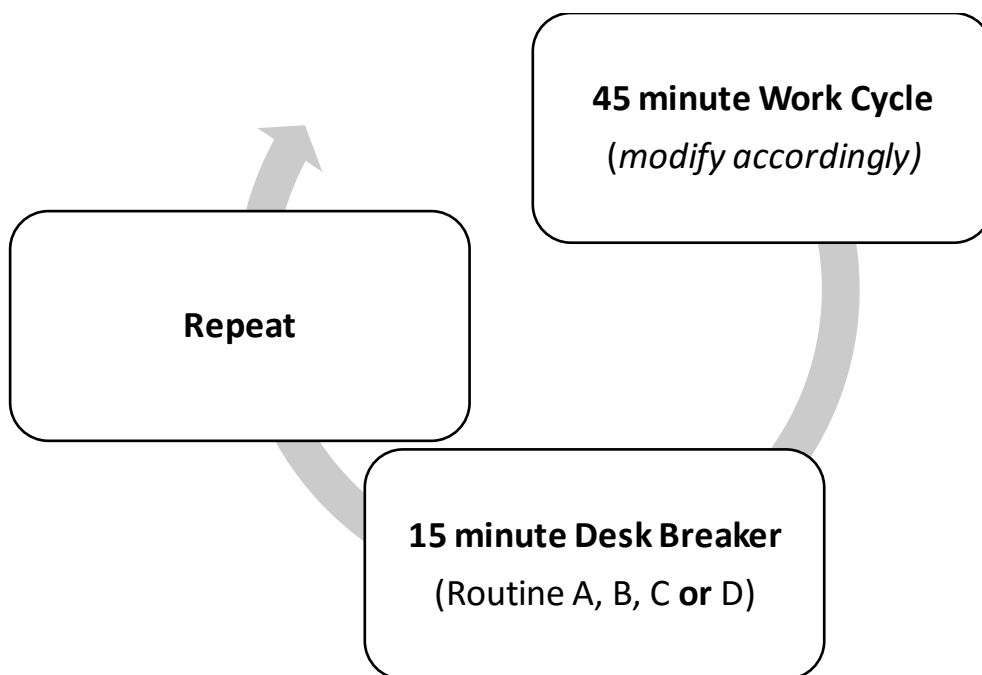 45 minute Work Cycle
(modify accordingly)
15 minute Desk Breaker
(Routine A, B, C or D)
Repeat